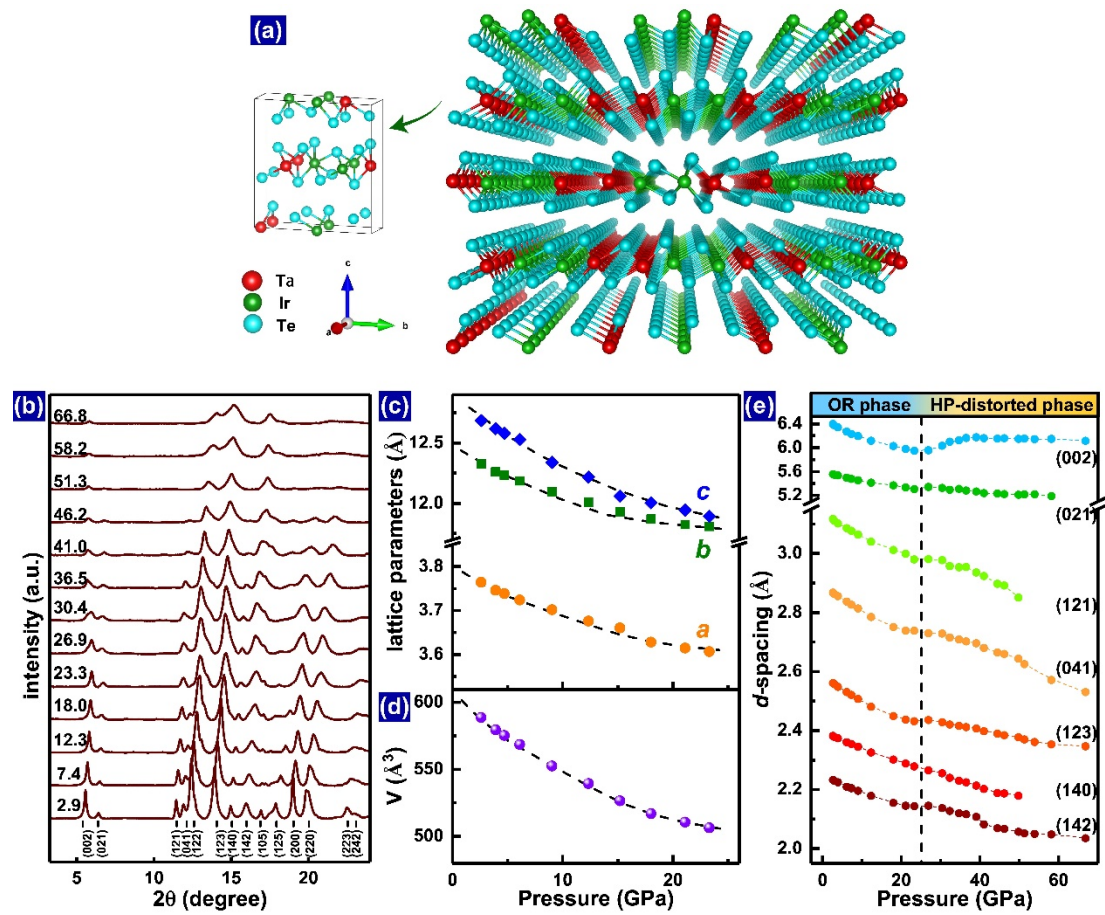 (a)
Ta
Ir
Te
c
a
b
(b)
66.8
58.2
51.3
46.2
41.0
36.5
30.4
26.9
23.3
18.0
12.3
7.4
2.9
intensity (a.u.)
(002)
(021)
(121)
(041)
(122)
(123)
(140)
(142)
(105)
(125)
(200)
(220)
(223)
(242)
5 10 15 20
2θ (degree)
(c)
12.5
12.0
3.8
3.7
3.6
lattice parameters (Å)
c
b
a
(d)
600
550
500
V (Å³)
0 5 10 15 20
Pressure (GPa)
(e)
OR phase HP-distorted phase
6.4
6.0
5.6
5.2
3.0
2.8
2.6
2.4
2.2
2.0
d-spacing (Å)
(002)
(021)
(121)
(041)
(123)
(140)
(142)
0 20 40 60
Pressure (GPa)